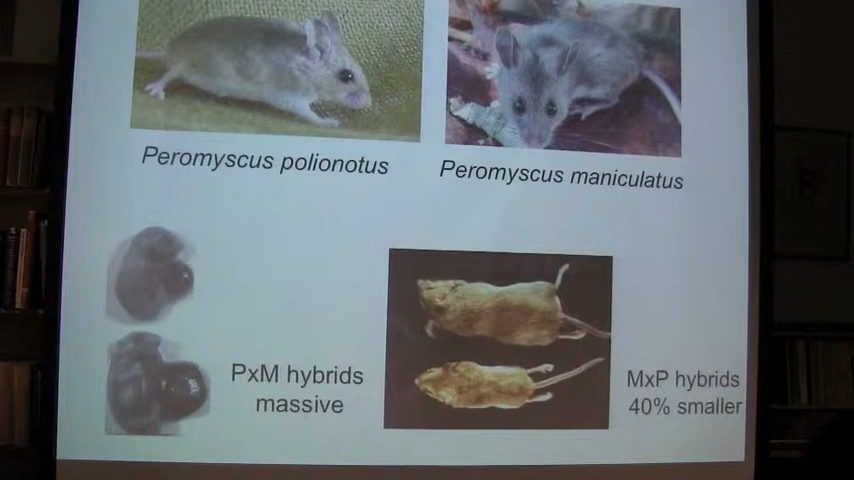 Peromyscus polionotus
Peromyscus maniculatus
PxM hybrids
massive
MxP hybrids
40% smaller